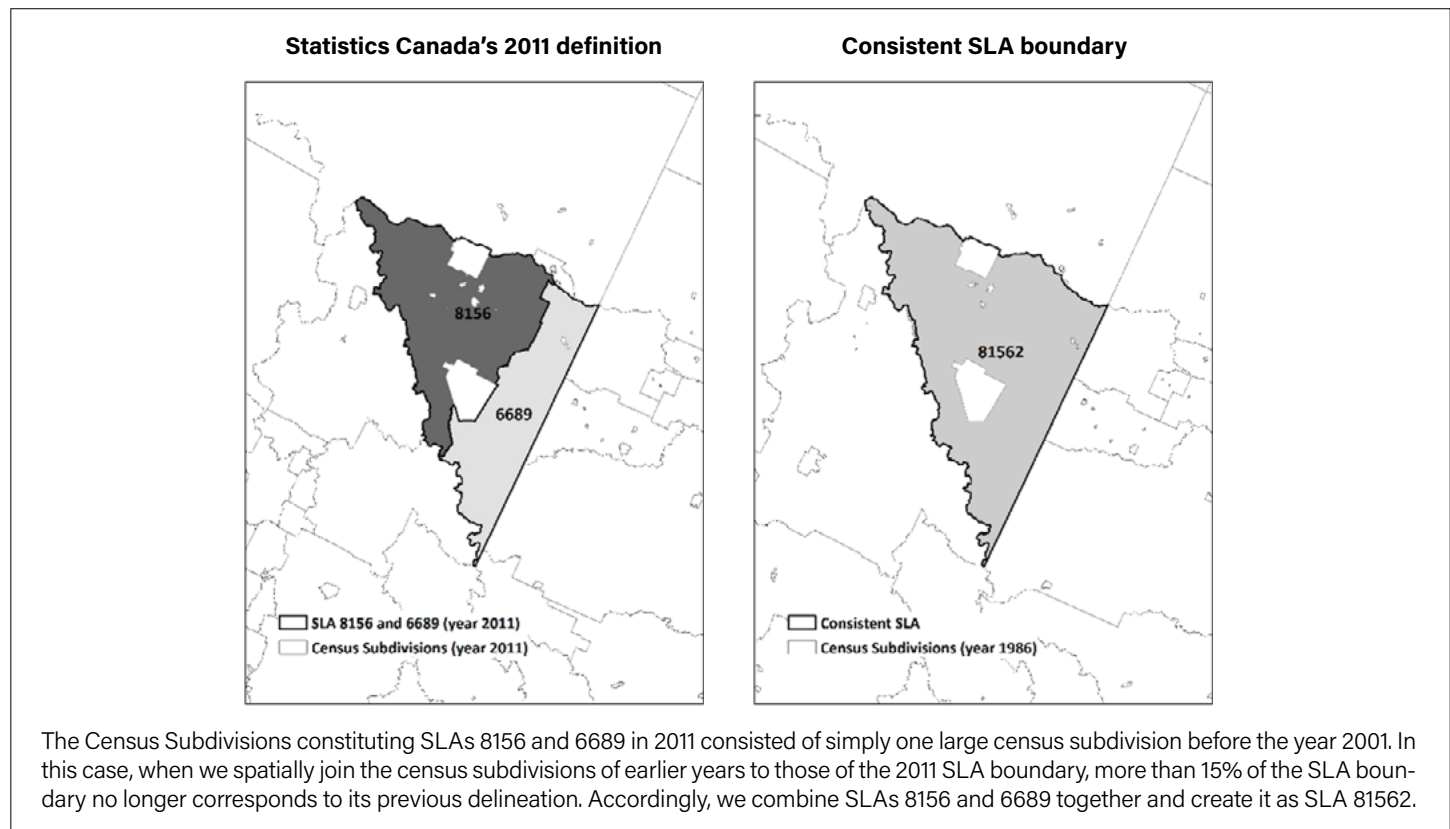 Statistics Canada's 2011 definition
8156
6689
SLA 8156 and 6689 (year 2011)
Census Subdivisions (year 2011)
Consistent SLA boundary
81562
Consistent SLA
Census Subdivisions (year 1986)
The Census Subdivisions constituting SLAs 8156 and 6689 in 2011 consisted of simply one large census subdivision before the year 2001. In
this case, when we spatially join the census subdivisions of earlier years to those of the 2011 SLA boundary, more than 15% of the SLA boun-
dary no longer corresponds to its previous delineation. Accordingly, we combine SLAs 8156 and 6689 together and create it as SLA 81562.